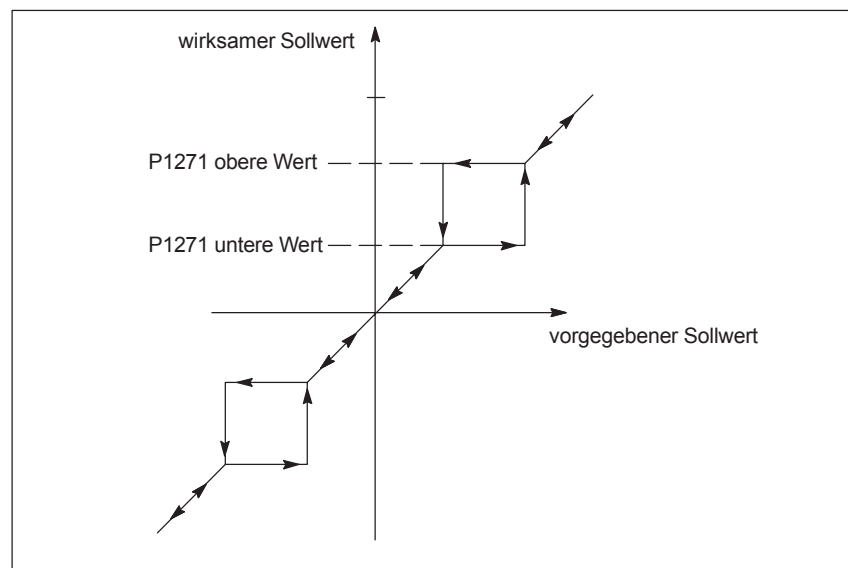 wirksamer Sollwert
P1271 obere Wert
P1271 untere Wert
vorgegebener Sollwert